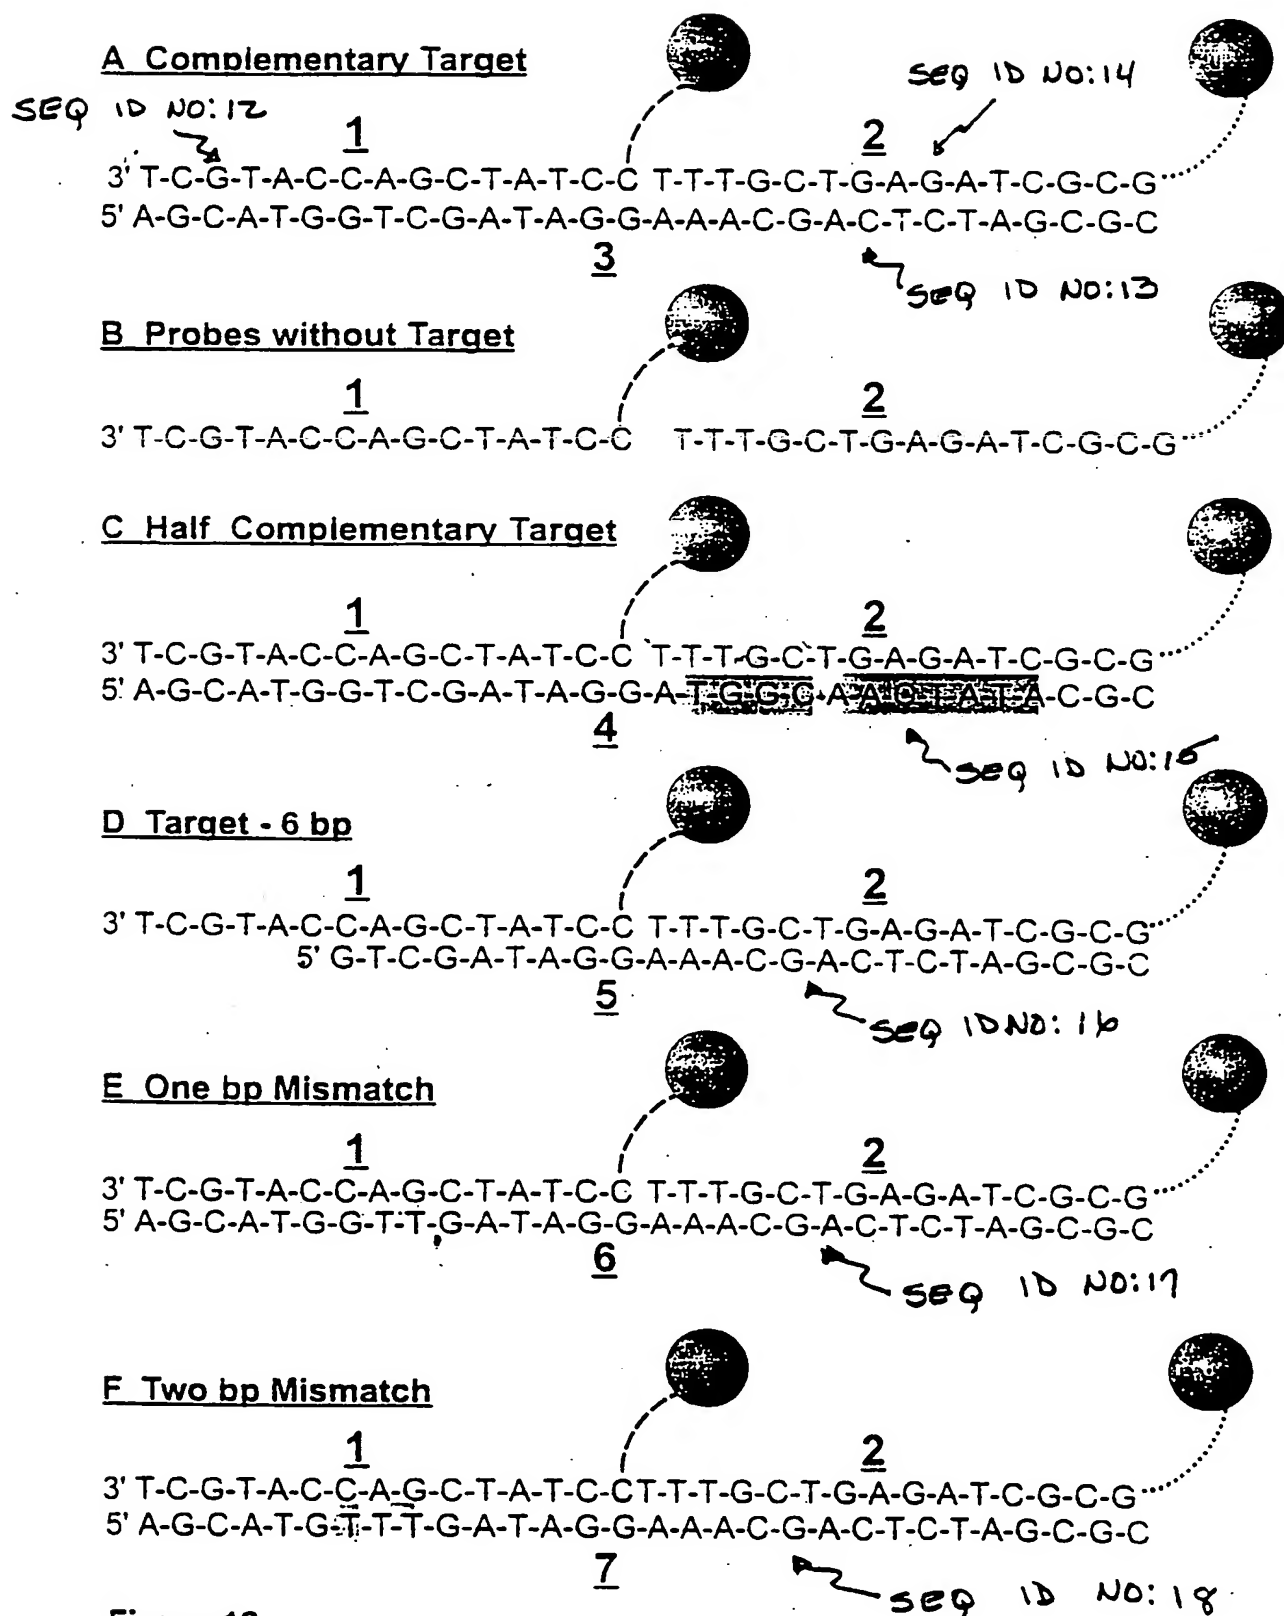 A Complementary Target
SEQ ID NO:12
SEQ ID NO:14
1
2
3' T-C-G-T-A-C-C-A-G-C-T-A-T-C-C T-T-T-G-C-T-G-A-G-A-T-C-G-C-G
5' A-G-C-A-T-G-G-T-C-G-A-T-A-G-G-A-A-A-C-G-A-C-T-C-T-A-G-C-G-C
3
SEQ ID NO:13
B Probes without Target
1
2
3' T-C-G-T-A-C-C-A-G-C-T-A-T-C-C T-T-T-G-C-T-G-A-G-A-T-C-G-C-G
C Half Complementary Target
1
2
3' T-C-G-T-A-C-C-A-G-C-T-A-T-C-C T-T-T-G-C-T-G-A-G-A-T-C-G-C-G
5' A-G-C-A-T-G-G-T-C-G-A-T-A-G-G-A-T-G-G-C-A-A-C-T-A-T-A-C-G-C
4
SEQ ID NO:15
D Target - 6 bp
1
2
3' T-C-G-T-A-C-C-A-G-C-T-A-T-C-C T-T-T-G-C-T-G-A-G-A-T-C-G-C-G
5' G-T-C-G-A-T-A-G-G-A-A-A-C-G-A-C-T-C-T-A-G-C-G-C
5
SEQ ID NO: 16
E One bp Mismatch
1
2
3' T-C-G-T-A-C-C-A-G-C-T-A-T-C-C T-T-T-G-C-T-G-A-G-A-T-C-G-C-G
5' A-G-C-A-T-G-G-T-T-G-A-T-A-G-G-A-A-A-C-G-A-C-T-C-T-A-G-C-G-C
6
SEQ ID NO:17
F Two bp Mismatch
1
2
3' T-C-G-T-A-C-C-A-G-C-T-A-T-C-C-T-T-T-G-C-T-G-A-G-A-T-C-G-C-G
5' A-G-C-A-T-G-T-T-T-G-A-T-A-G-G-A-A-A-C-G-A-C-T-C-T-A-G-C-G-C
7
SEQ ID NO: 18